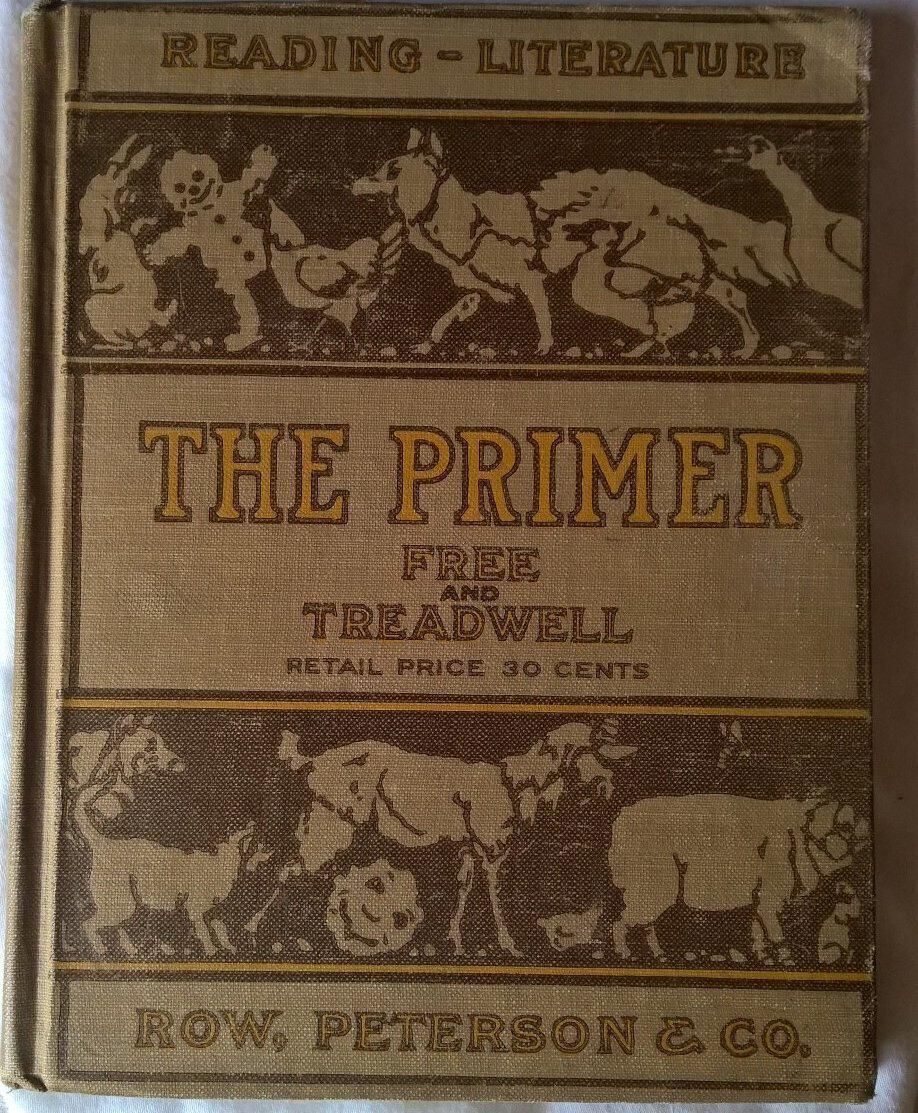 READING - LITERATURE
THE PRIMER
FREE
AND
TREADWELL
RETAIL PRICE 30 CENTS
ROW, PETERSON & CO.